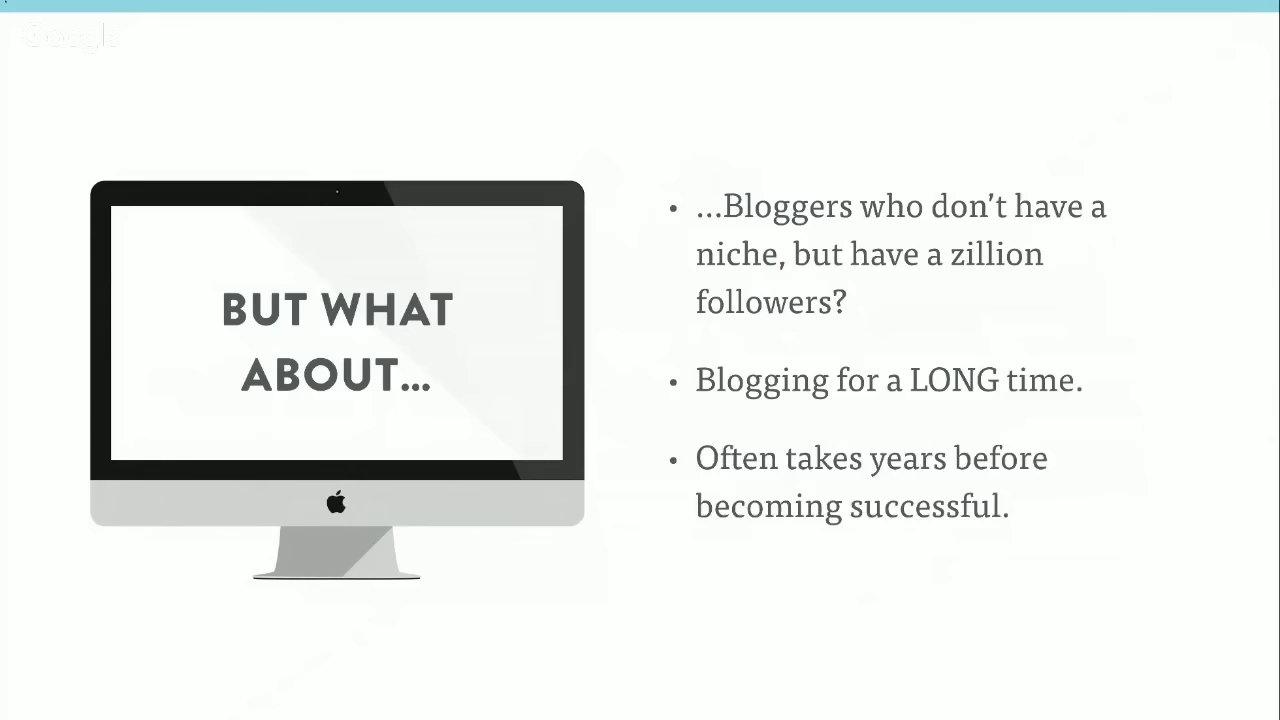 Google
BUT WHAT
ABOUT...
• ...Bloggers who don't have a
niche, but have a zillion
followers?
• Blogging for a LONG time.
• Often takes years before
becoming successful.